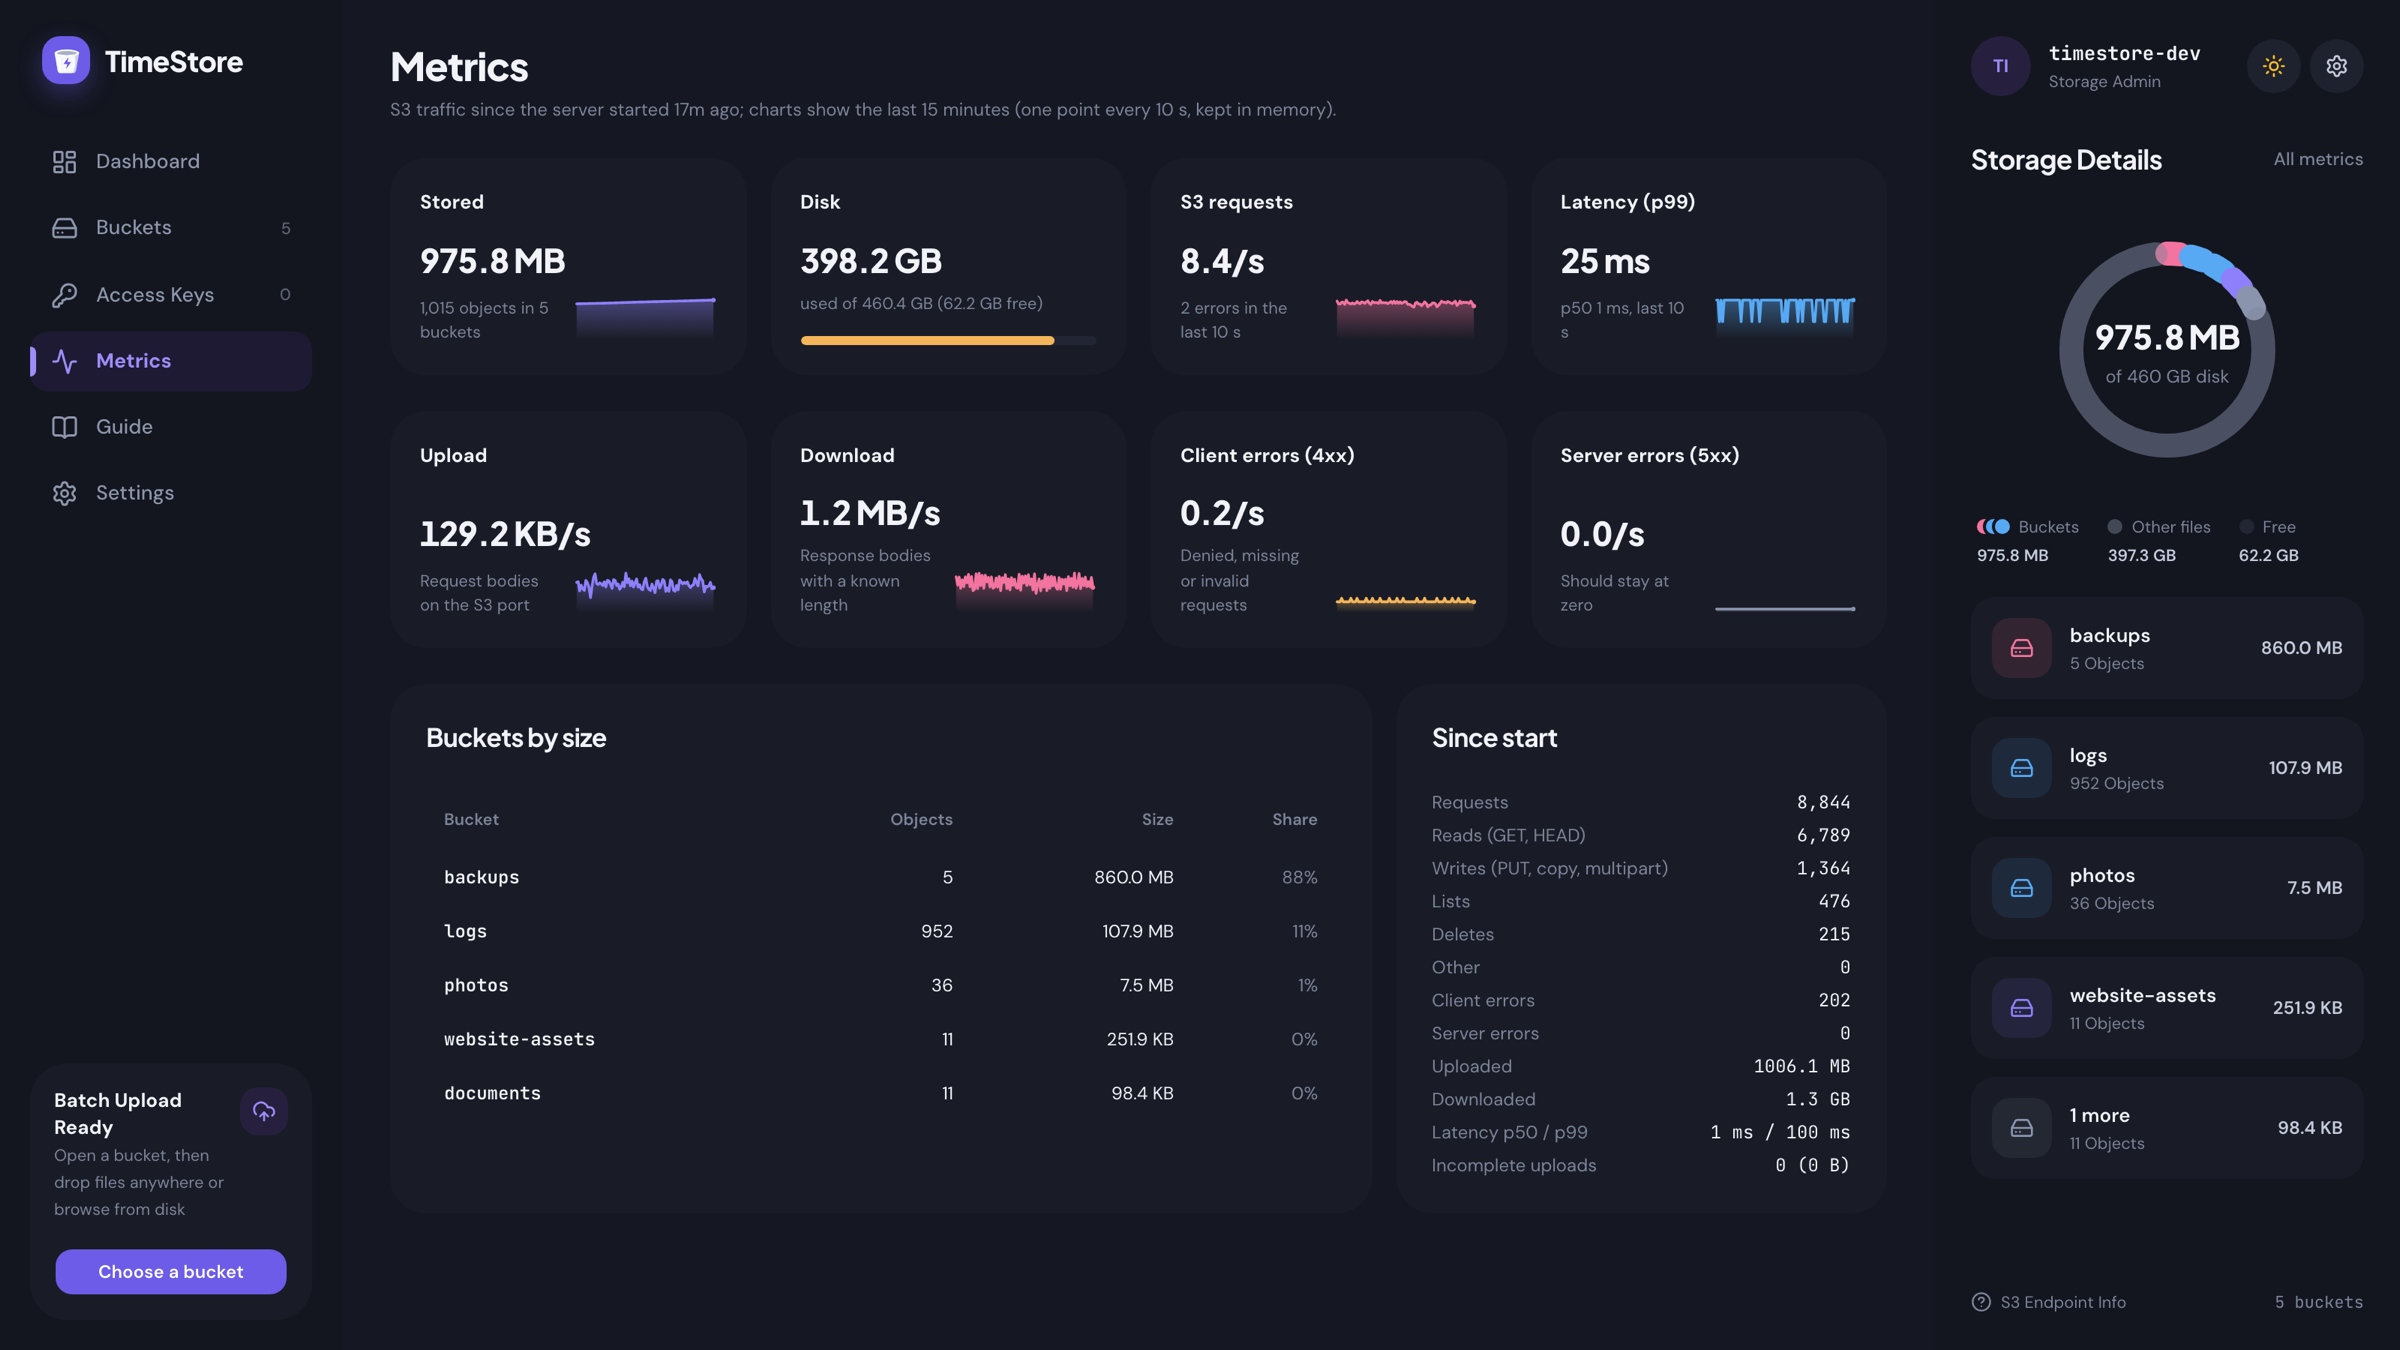 TimeStore
Dashboard
Buckets 5
Access Keys 0
Metrics
Guide
Settings
Batch Upload
Ready
Open a bucket, then
drop files anywhere or
browse from disk
Choose a bucket
Metrics
S3 traffic since the server started 17m ago; charts show the last 15 minutes (one point every 10 s, kept in memory).
Stored
975.8 MB
1,015 objects in 5
buckets
Disk
398.2 GB
used of 460.4 GB (62.2 GB free)
S3 requests
8.4/s
2 errors in the
last 10 s
Latency (p99)
25 ms
p50 1 ms, last 10
s
Upload
129.2 KB/s
Request bodies
on the S3 port
Download
1.2 MB/s
Response bodies
with a known
length
Client errors (4xx)
0.2/s
Denied, missing
or invalid
requests
Server errors (5xx)
0.0/s
Should stay at
zero
Buckets by size
Bucket Objects Size Share
backups 5 860.0 MB 88%
logs 952 107.9 MB 11%
photos 36 7.5 MB 1%
website-assets 11 251.9 KB 0%
documents 11 98.4 KB 0%
Since start
Requests 8,844
Reads (GET, HEAD) 6,789
Writes (PUT, copy, multipart) 1,364
Lists 476
Deletes 215
Other 0
Client errors 202
Server errors 0
Uploaded 1006.1 MB
Downloaded 1.3 GB
Latency p50 / p99 1 ms / 100 ms
Incomplete uploads 0 (0 B)
TI
timestore-dev
Storage Admin
Storage Details All metrics
975.8 MB
of 460 GB disk
Buckets Other files Free
975.8 MB 397.3 GB 62.2 GB
backups
5 Objects
860.0 MB
logs
952 Objects
107.9 MB
photos
36 Objects
7.5 MB
website-assets
11 Objects
251.9 KB
1 more
11 Objects
98.4 KB
S3 Endpoint Info 5 buckets